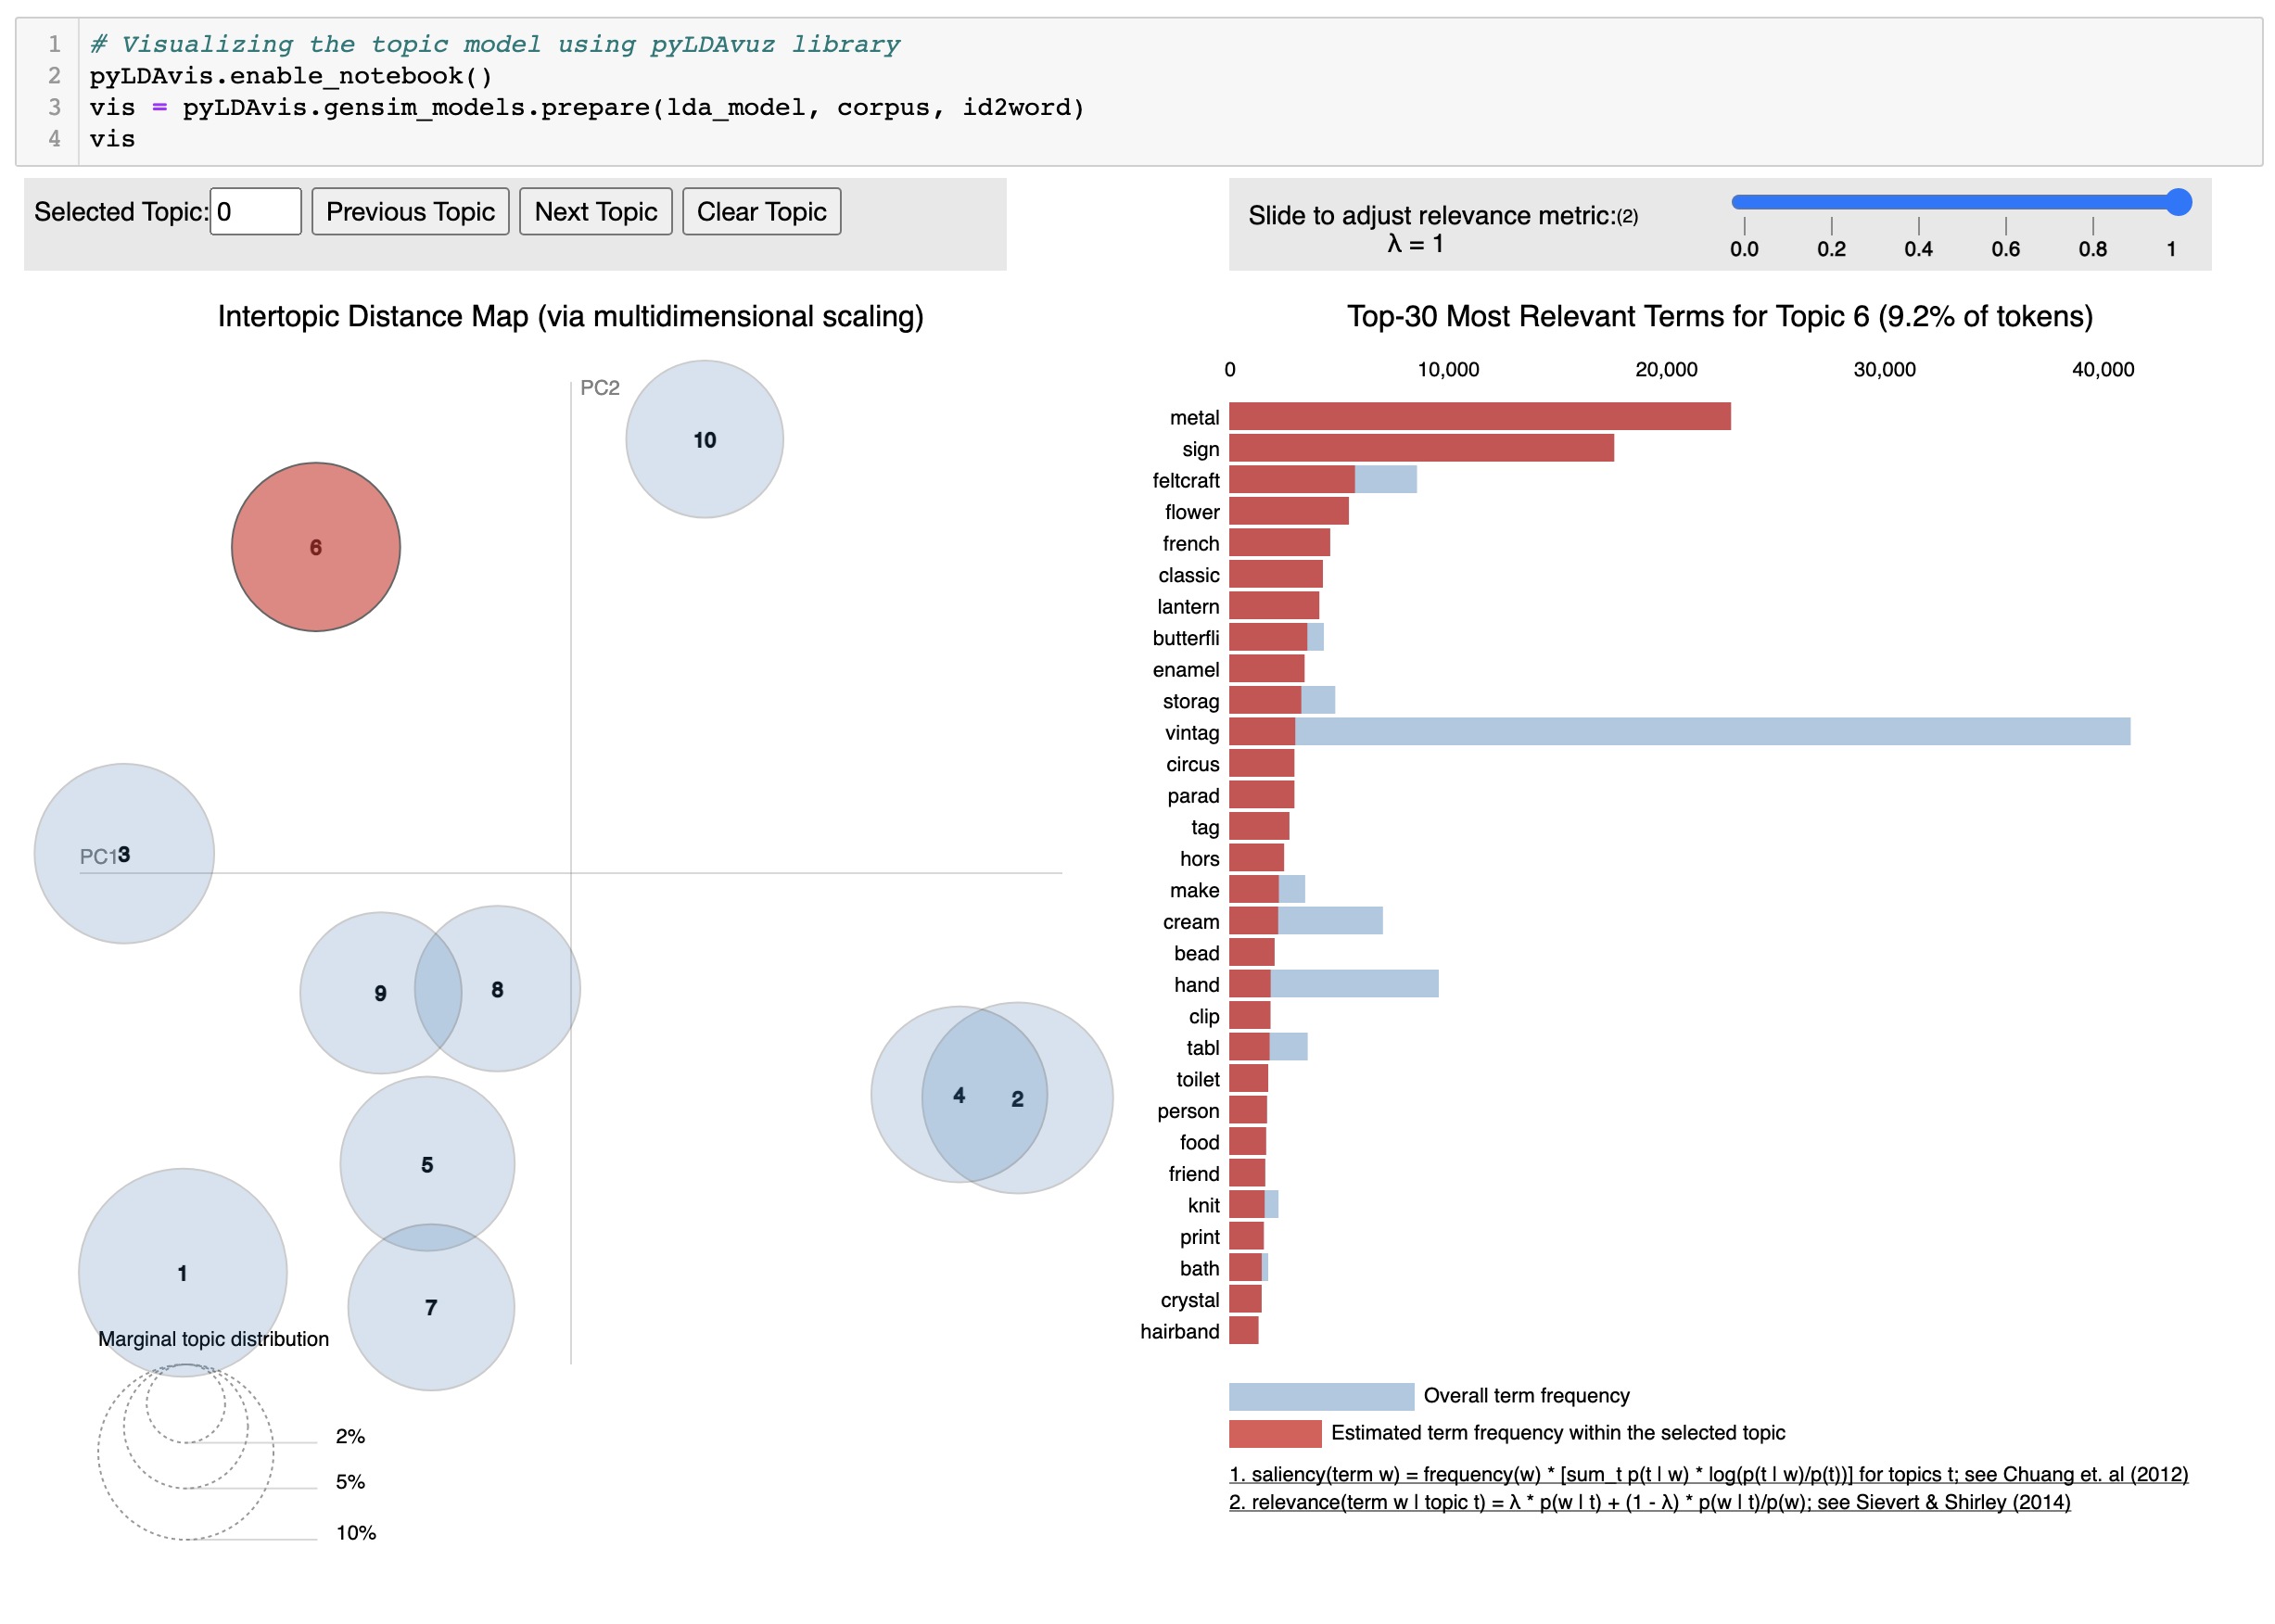 1 # Visualizing the topic model using pyLDAvuz library
2 pyLDAvis.enable_notebook()
3 vis = pyLDAvis.gensim_models.prepare(lda_model, corpus, id2word)
4 vis
Selected Topic: 0 Previous Topic Next Topic Clear Topic
Slide to adjust relevance metric:(2)
λ = 1
0.0 0.2 0.4 0.6 0.8 1
Intertopic Distance Map (via multidimensional scaling)
PC2
10
6
PC1
3
9
8
4
2
5
1
7
Marginal topic distribution
2%
5%
10%
Top-30 Most Relevant Terms for Topic 6 (9.2% of tokens)
0 10,000 20,000 30,000 40,000
metal
sign
feltcraft
flower
french
classic
lantern
butterfli
enamel
storag
vintag
circus
parad
tag
hors
make
cream
bead
hand
clip
tabl
toilet
person
food
friend
knit
print
bath
crystal
hairband
Overall term frequency
Estimated term frequency within the selected topic
1. saliency(term w) = frequency(w) * [sum_t p(t | w) * log(p(t | w)/p(t))] for topics t; see Chuang et. al (2012)
2. relevance(term w | topic t) = λ * p(w | t) + (1 - λ) * p(w | t)/p(w); see Sievert & Shirley (2014)